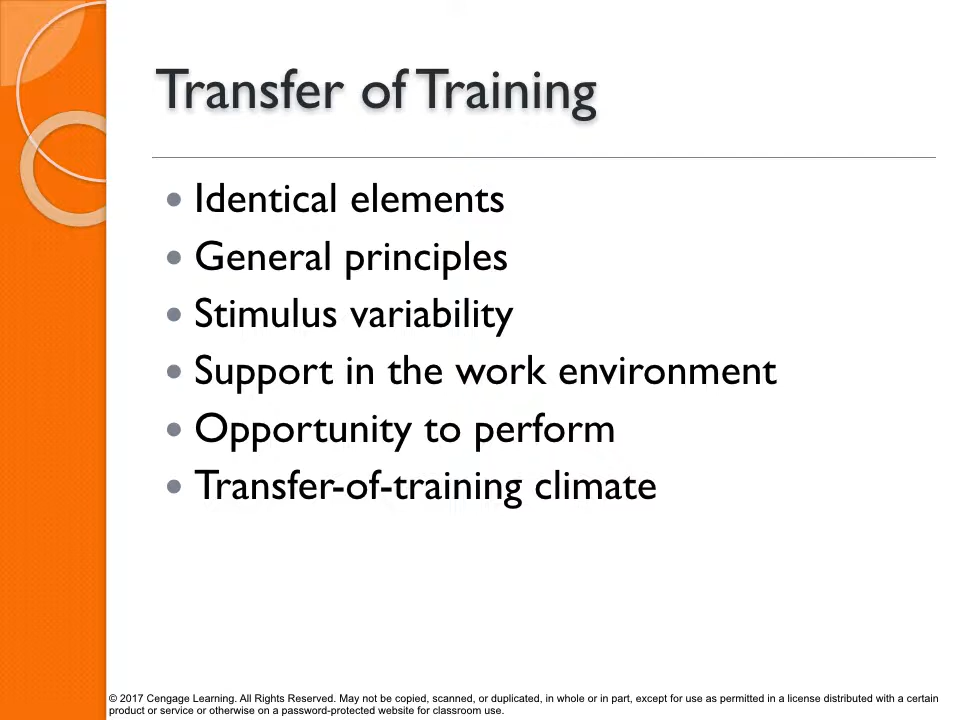 Transfer of Training
• Identical elements
• General principles
• Stimulus variability
• Support in the work environment
• Opportunity to perform
• Transfer-of-training climate
© 2017 Cengage Learning. All Rights Reserved. May not be copied, scanned, or duplicated, in whole or in part, except for use as permitted in a license distributed with a certain
product or service or otherwise on a password-protected website for classroom use.